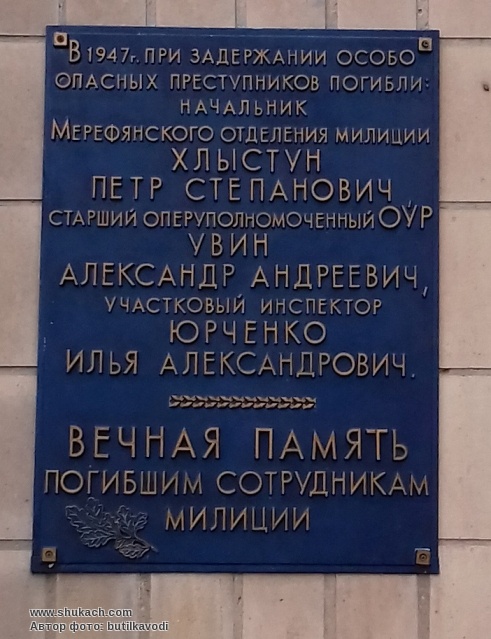 В 1947г. ПРИ ЗАДЕРЖАНИИ ОСОБО
ОПАСНЫХ ПРЕСТУПНИКОВ ПОГИБЛИ:
НАЧАЛЬНИК
МЕРЕФЯНСКОГО ОТДЕЛЕНИЯ МИЛИЦИИ
ХЛЫСТУН
ПЕТР СТЕПАНОВИЧ
СТАРШИЙ ОПЕРУПОЛНОМОЧЕННЫЙ ОУР
УВИН
АЛЕКСАНДР АНДРЕЕВИЧ,
УЧАСТКОВЫЙ ИНСПЕКТОР
ЮРЧЕНКО
ИЛЬЯ АЛЕКСАНДРОВИЧ.
ВЕЧНАЯ ПАМЯТЬ
ПОГИБШИМ СОТРУДНИКАМ
МИЛИЦИИ
www.shukach.com
Автор фото: butilkavodi